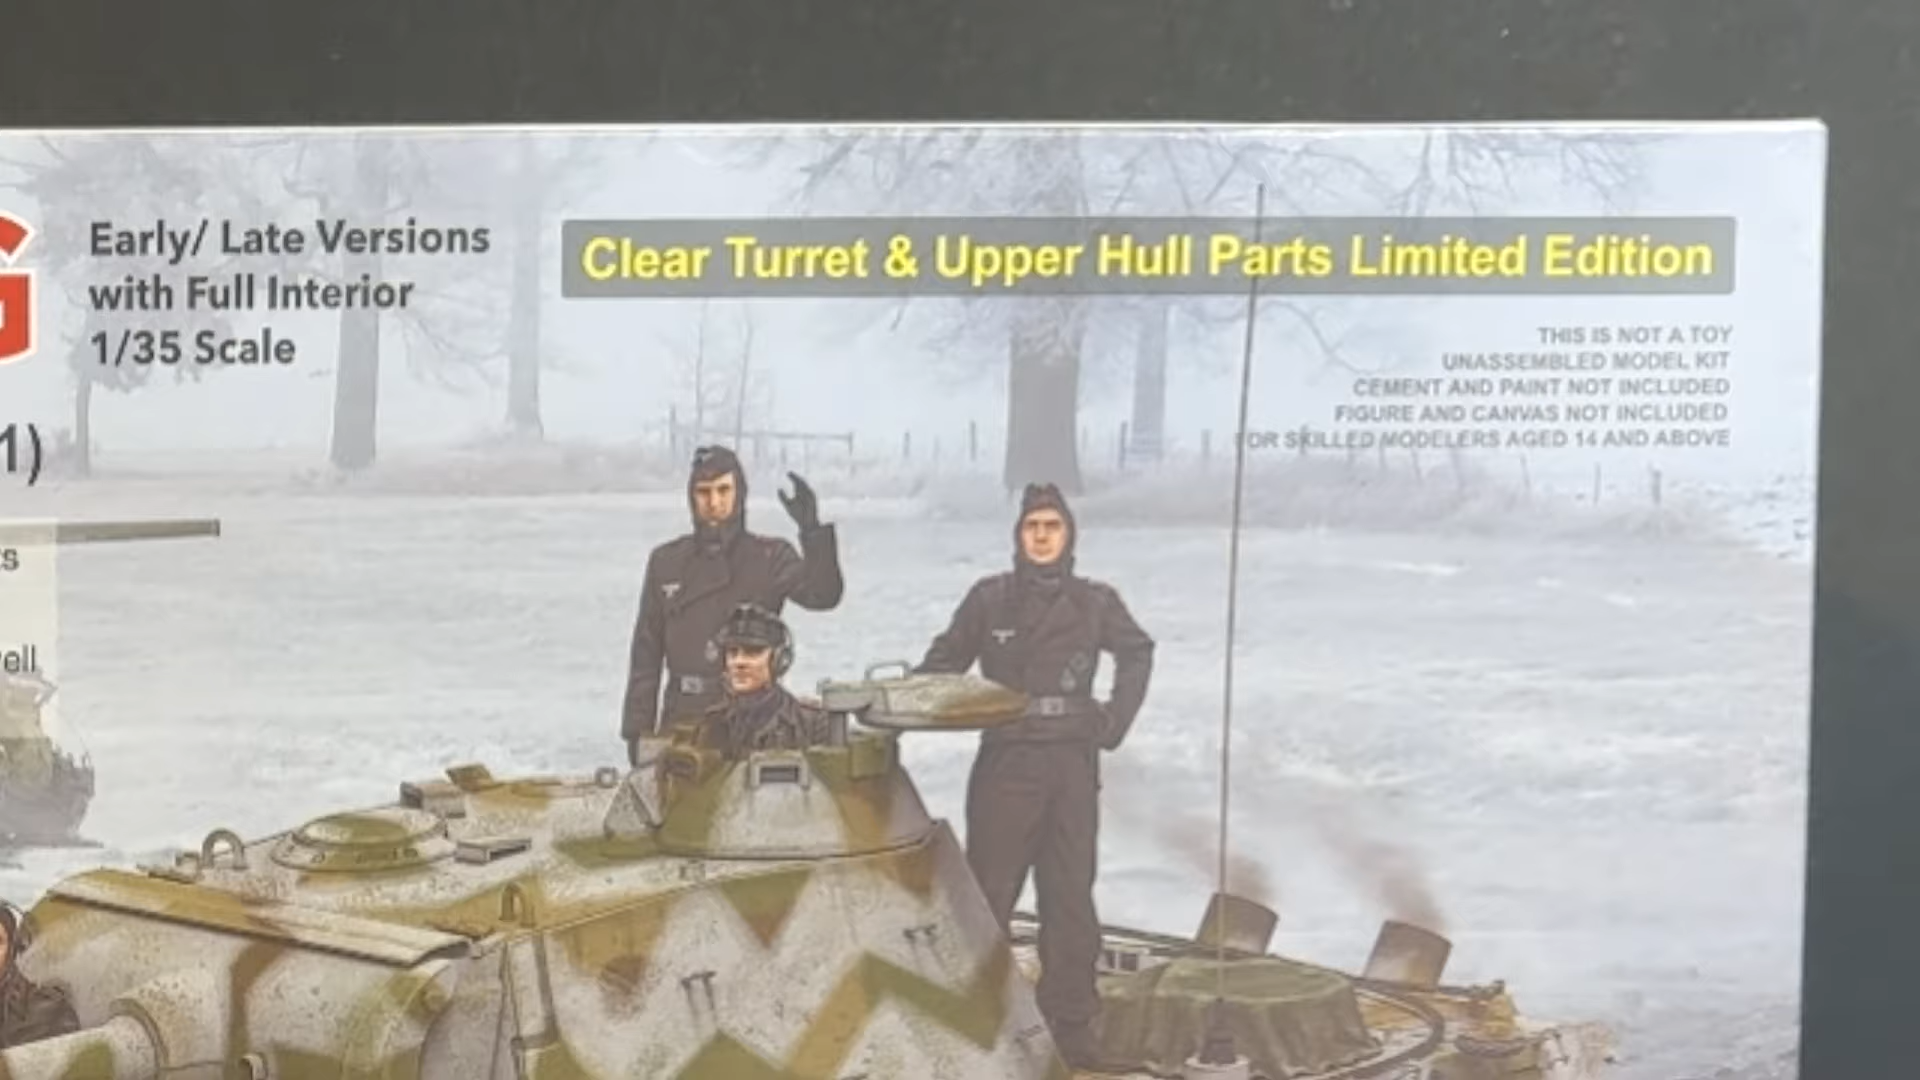 G
Early/ Late Versions
with Full Interior
1/35 Scale
Clear Turret & Upper Hull Parts Limited Edition
THIS IS NOT A TOY
UNASSEMBLED MODEL KIT
CEMENT AND PAINT NOT INCLUDED
FIGURE AND CANVAS NOT INCLUDED
FOR SKILLED MODELERS AGED 14 AND ABOVE
1)